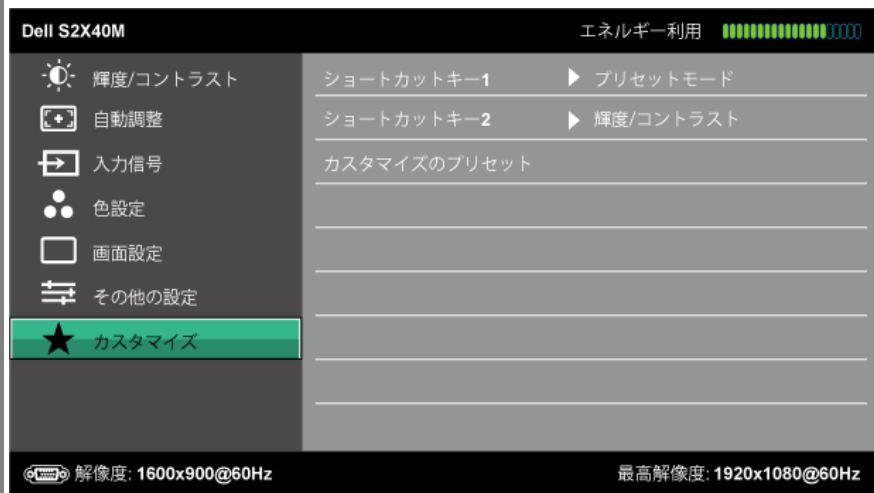 Dell S2X40M エネルギー利用
輝度/コントラスト
自動調整
入力信号
色設定
画面設定
その他の設定
カスタマイズ
ショートカットキー1 プリセットモード
ショートカットキー2 輝度/コントラスト
カスタマイズのプリセット
解像度: 1600x900@60Hz 最高解像度: 1920x1080@60Hz